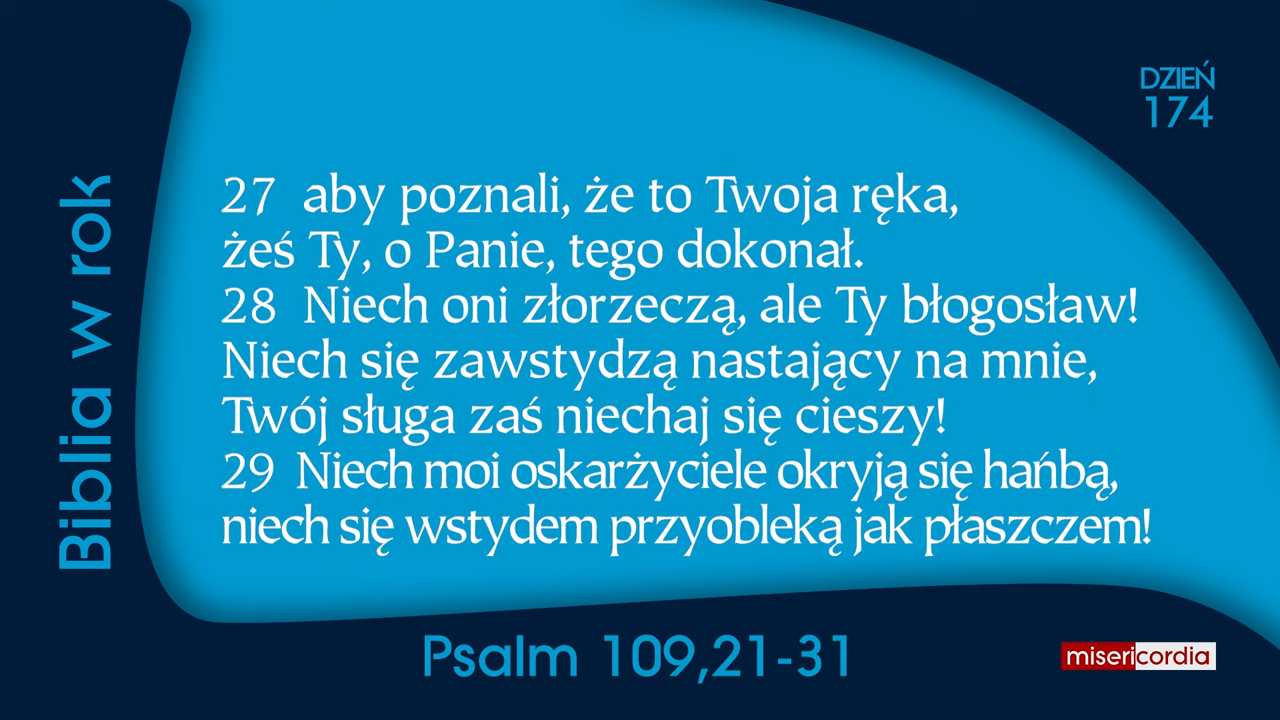 DZIEŃ
174
Biblia w rok
27 aby poznali, że to Twoja ręka,
żeś Ty, o Panie, tego dokonał.
28 Niech oni złorzeczą, ale Ty błogosław!
Niech się zawstydzą nastający na mnie,
Twój sługa zaś niechaj się cieszy!
29 Niech moi oskarżyciele okryją się hańbą,
niech się wstydem przyobleką jak płaszczem!
Psalm 109,21-31
misericordia